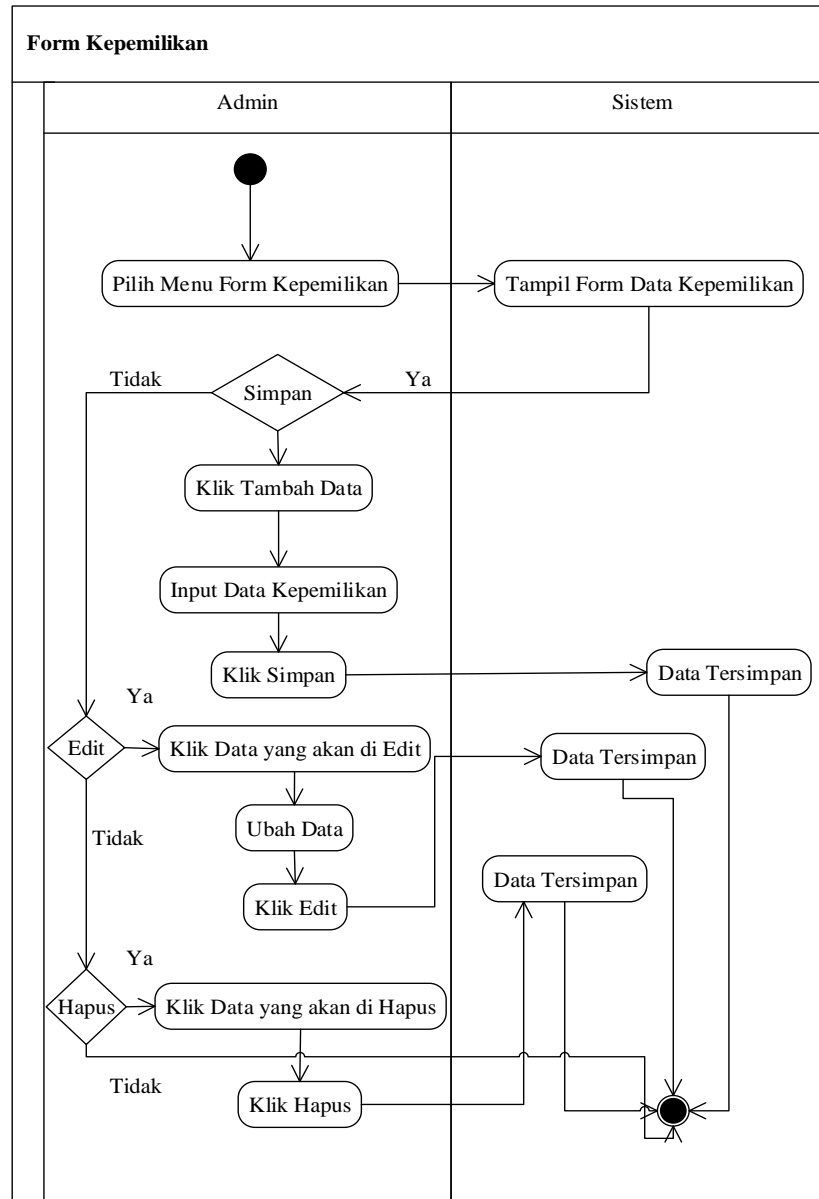 Form Kepemilikan
Admin
Sistem
Pilih Menu Form Kepemilikan
Tampil Form Data Kepemilikan
Tidak
Simpan
Ya
Klik Tambah Data
Input Data Kepemilikan
Klik Simpan
Data Tersimpan
Ya
Edit
Klik Data yang akan di Edit
Data Tersimpan
Ubah Data
Tidak
Klik Edit
Data Tersimpan
Ya
Hapus
Klik Data yang akan di Hapus
Tidak
Klik Hapus